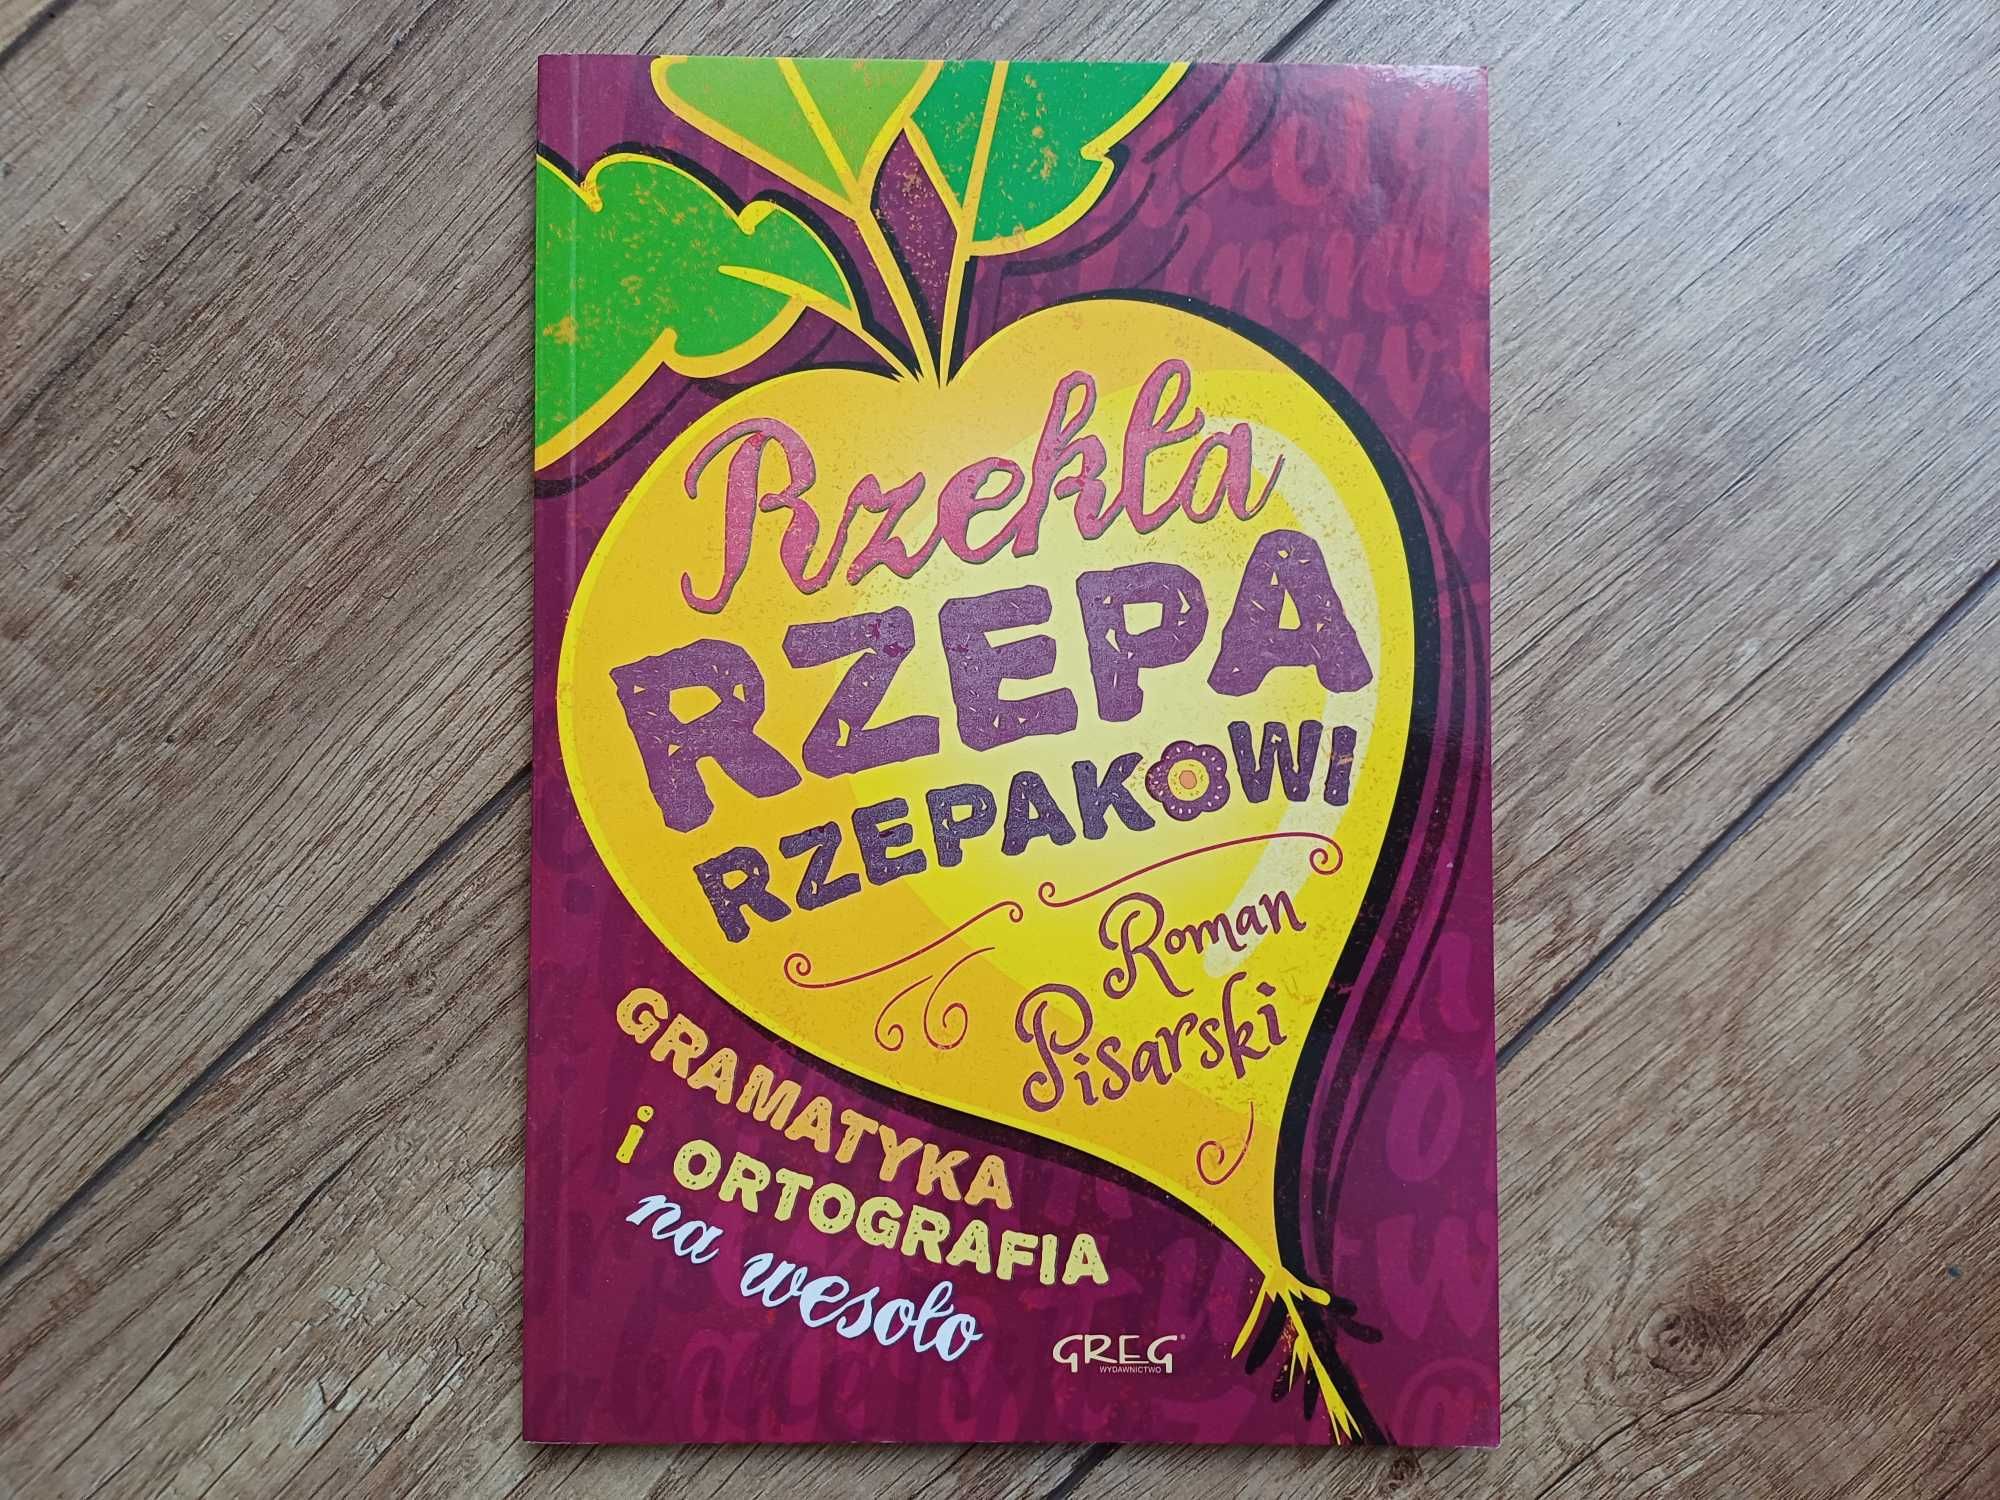 Rzekła
RZEPA
RZEPAKOWI
Roman
Pisarski
GRAMATYKA
i ORTOGRAFIA
na wesoło
GREG®
WYDAWNICTWO